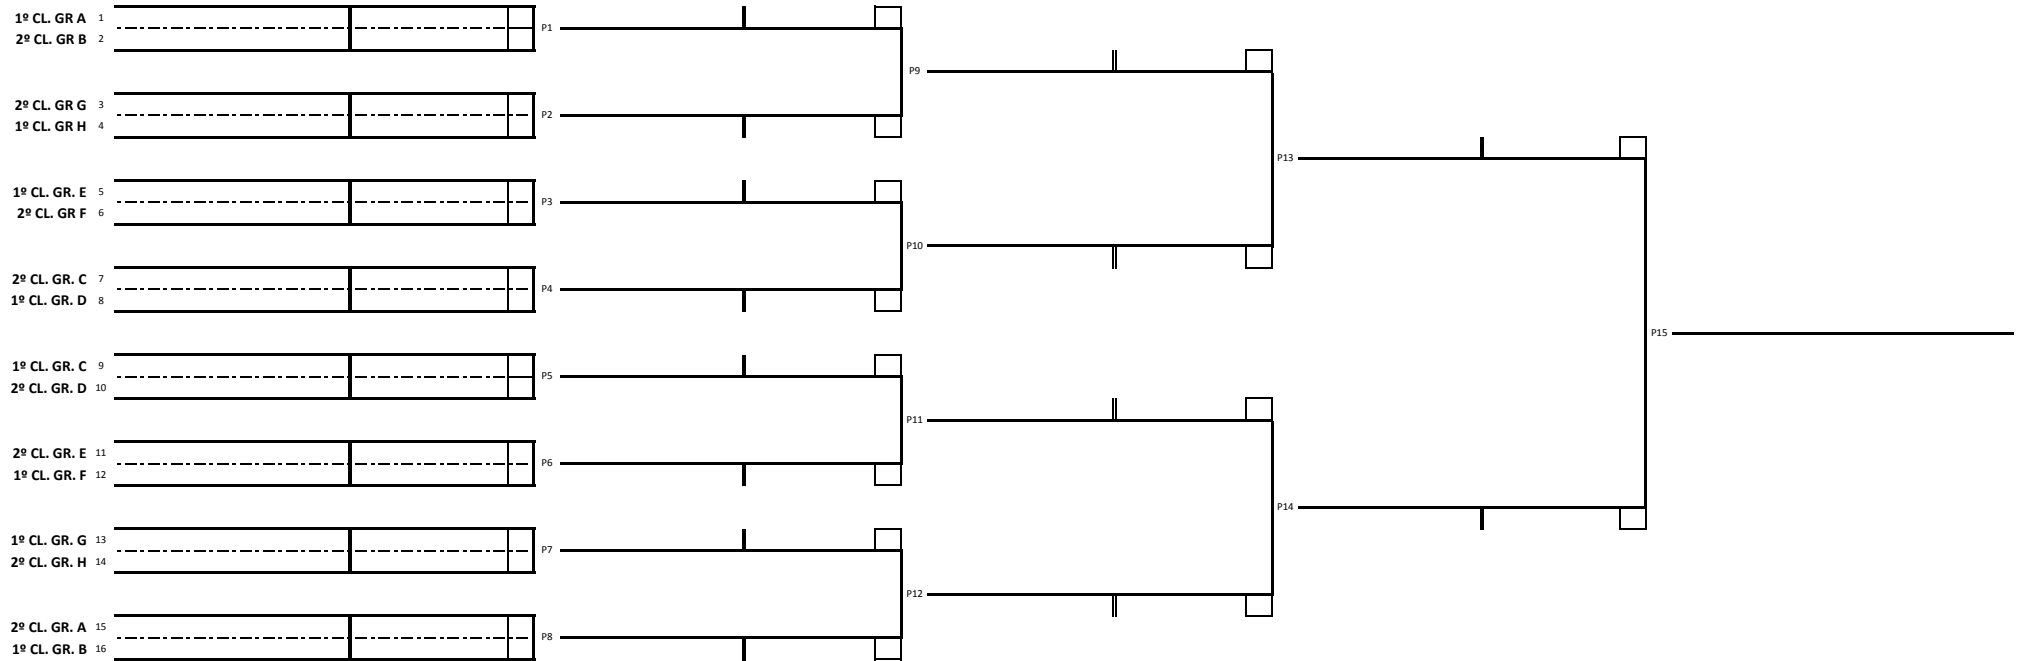 1º CL. GR A 1
2º CL. GR B 2
P1
P9
2º CL. GR G 3
1º CL. GR H 4
P2
P13
1º CL. GR. E 5
2º CL. GR F 6
P3
P10
2º CL. GR. C 7
1º CL. GR. D 8
P4
P15
1º CL. GR. C 9
2º CL. GR. D 10
P5
P11
2º CL. GR. E 11
1º CL. GR. F 12
P6
P14
1º CL. GR. G 13
2º CL. GR. H 14
P7
P12
2º CL. GR. A 15
1º CL. GR. B 16
P8